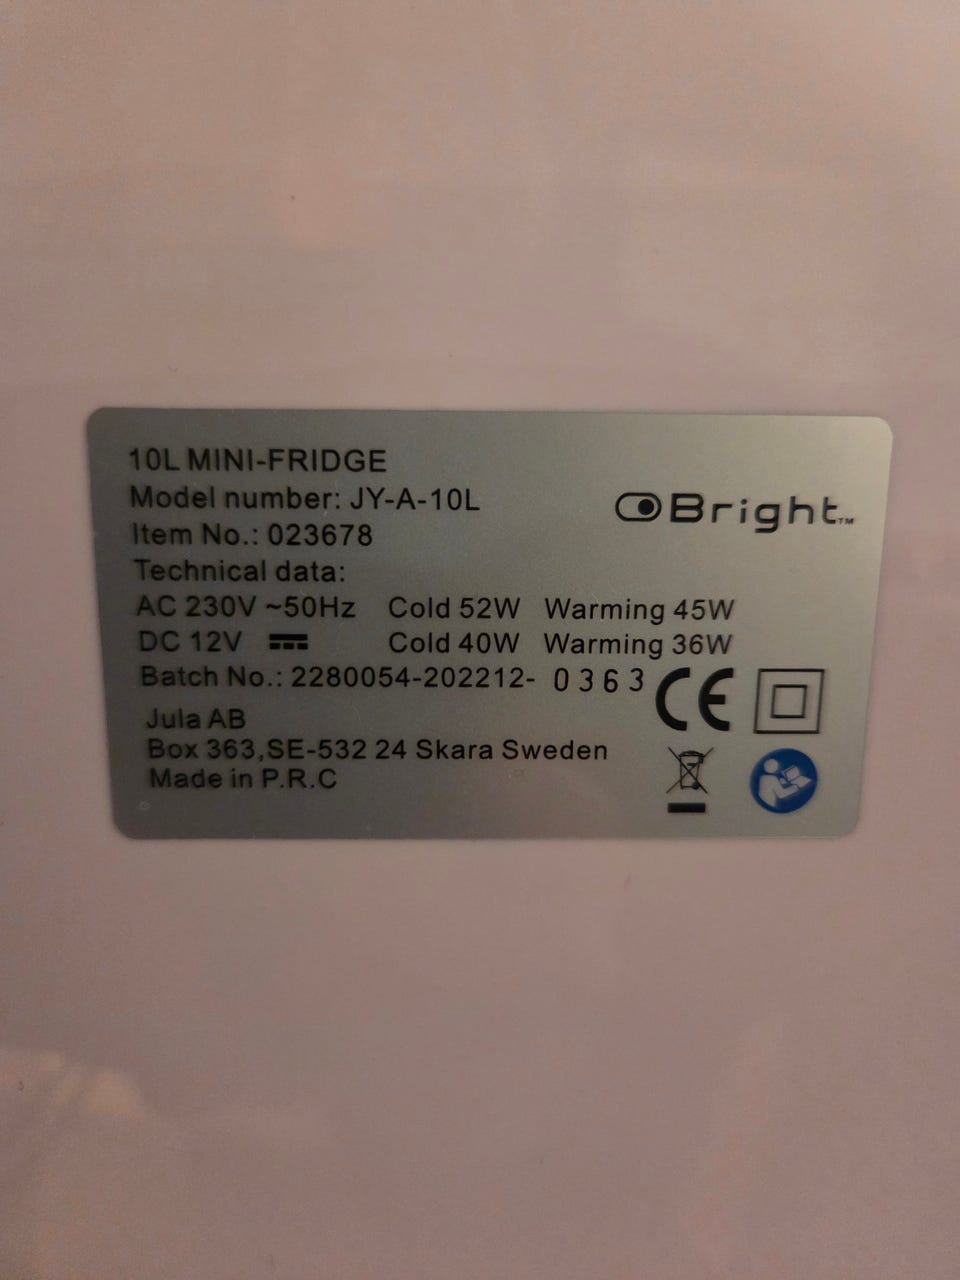 10L MINI-FRIDGE
Model number: JY-A-10L
Bright™
Item No.: 023678
Technical data:
AC 230V ~50Hz Cold 52W Warming 45W
DC 12V Cold 40W Warming 36W
Batch No.: 2280054-202212- 0363
CE
Jula AB
Box 363,SE-532 24 Skara Sweden
Made in P.R.C